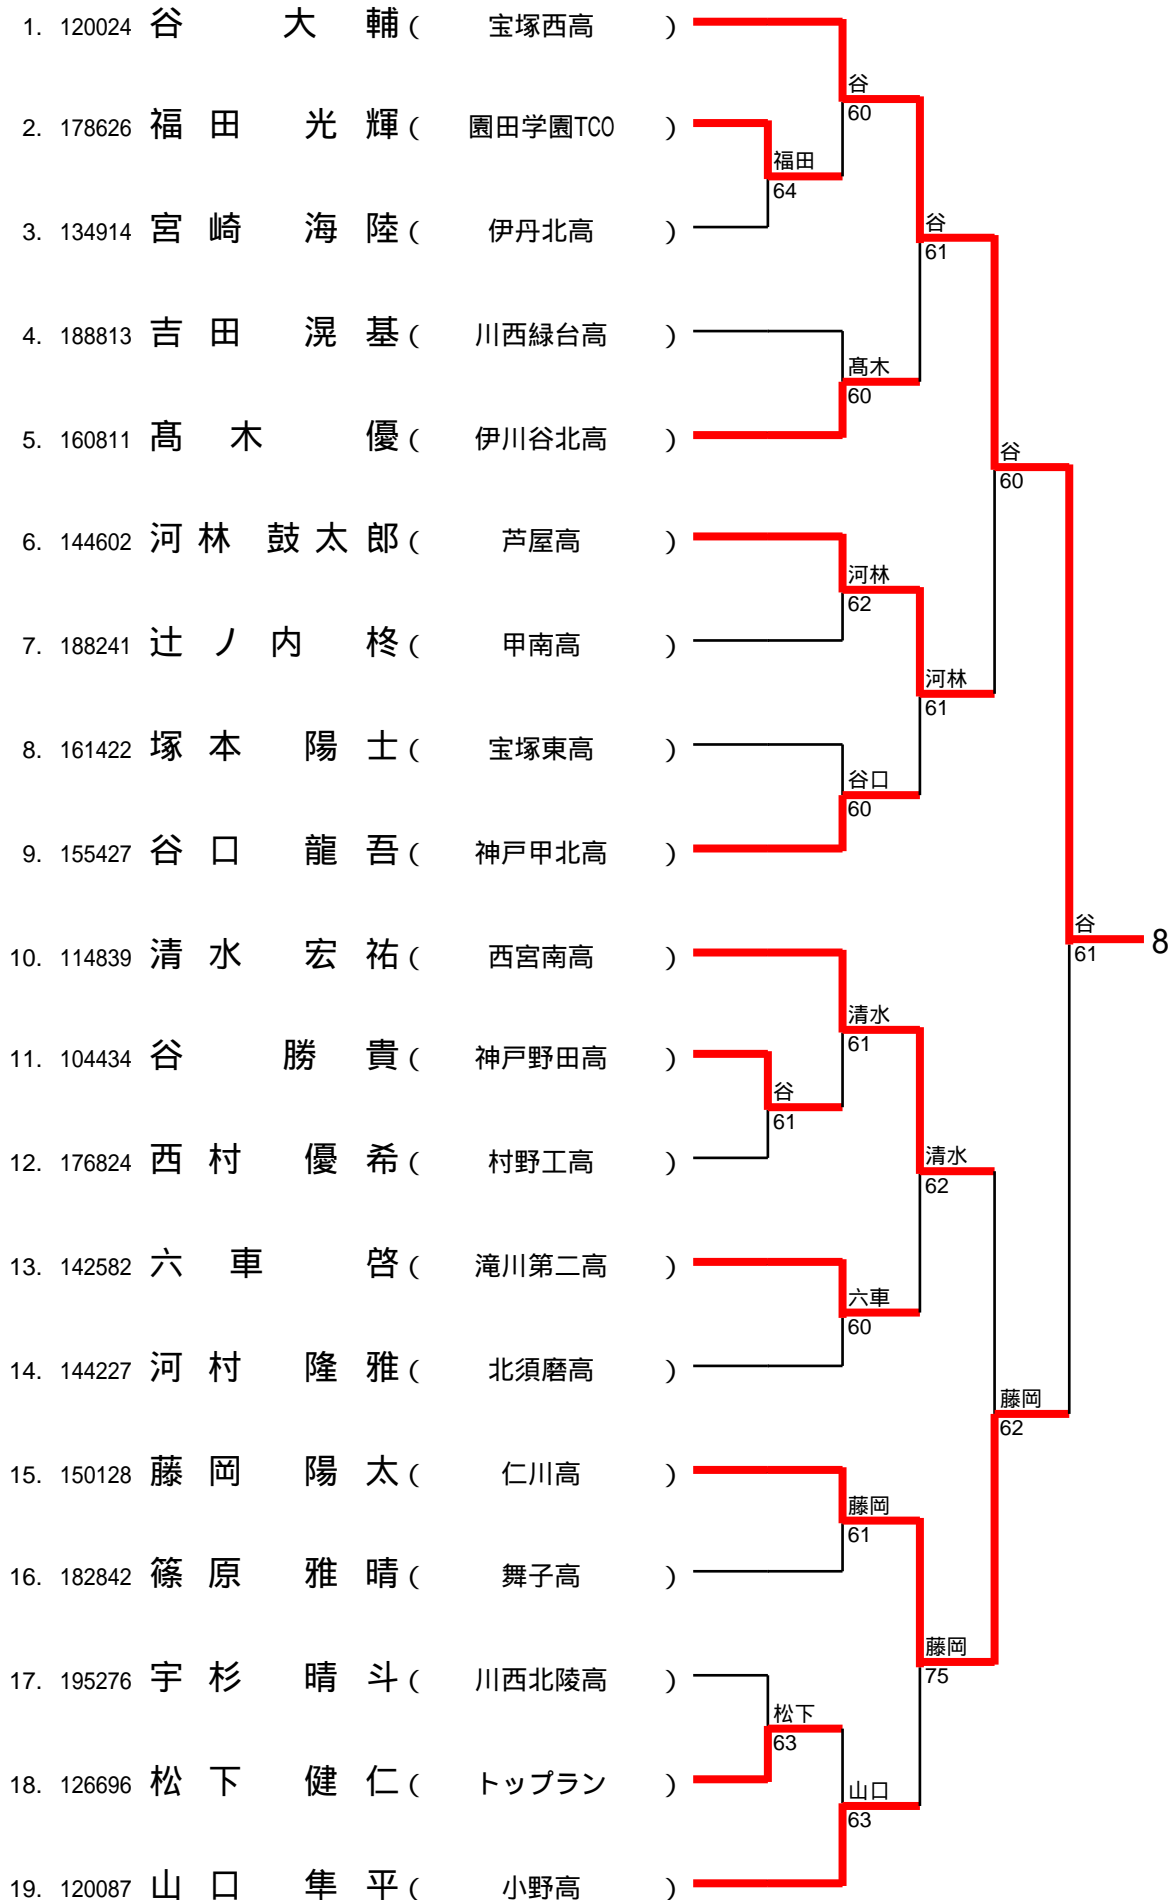 1. 120024 谷 大 輔 ( 宝塚西高 )
谷
60
2. 178626 福 田 光 輝 ( 園田学園TCO )
福田
64
3. 134914 宮 崎 海 陸 ( 伊丹北高 )
谷
61
4. 188813 吉 田 滉 基 ( 川西緑台高 )
髙木
60
5. 160811 髙 木 優 ( 伊川谷北高 )
谷
60
6. 144602 河 林 鼓 太 郎 ( 芦屋高 )
河林
62
7. 188241 辻 ノ 内 柊 ( 甲南高 )
河林
61
8. 161422 塚 本 陽 士 ( 宝塚東高 )
谷口
60
9. 155427 谷 口 龍 吾 ( 神戸甲北高 )
谷
61
8
10. 114839 清 水 宏 祐 ( 西宮南高 )
清水
61
11. 104434 谷 勝 貴 ( 神戸野田高 )
谷
61
12. 176824 西 村 優 希 ( 村野工高 )
清水
62
13. 142582 六 車 啓 ( 滝川第二高 )
六車
60
14. 144227 河 村 隆 雅 ( 北須磨高 )
藤岡
62
15. 150128 藤 岡 陽 太 ( 仁川高 )
藤岡
61
16. 182842 篠 原 雅 晴 ( 舞子高 )
藤岡
75
17. 195276 宇 杉 晴 斗 ( 川西北陵高 )
松下
63
18. 126696 松 下 健 仁 ( トップラン )
山口
63
19. 120087 山 口 隼 平 ( 小野高 )